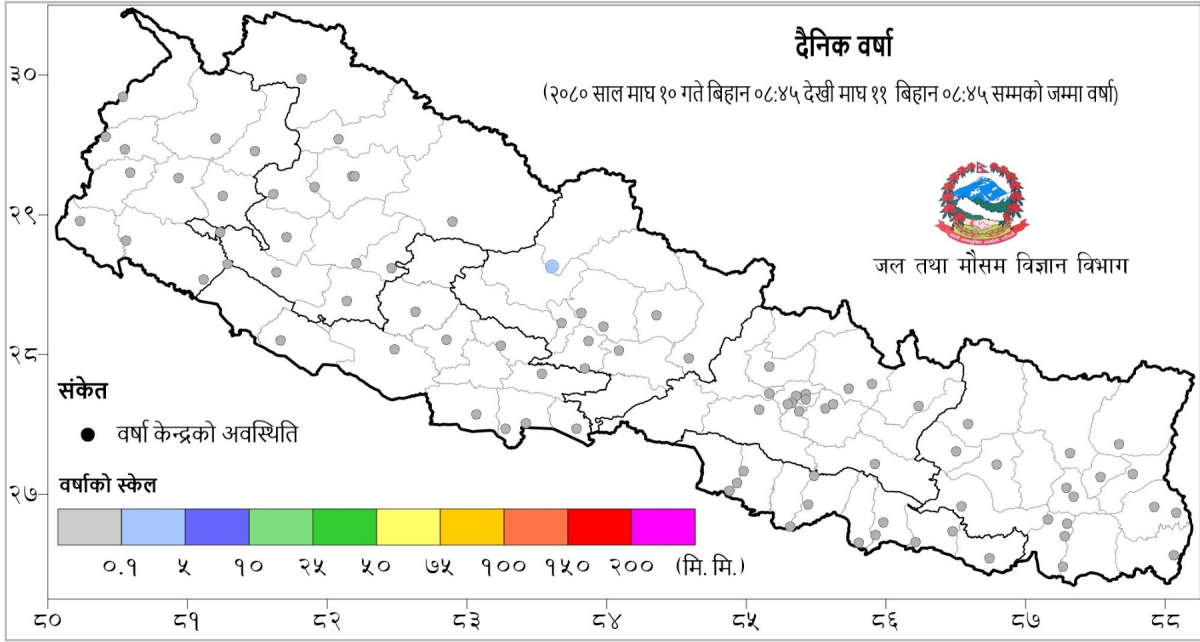 दैनिक वर्षा
(२०८० साल माघ १० गते बिहान ०८:४५ देखी माघ ११ बिहान ०८:४५ सम्मको जम्मा वर्षा)
जल तथा मौसम विज्ञान विभाग
३०
२९
२८
२७
संकेत
वर्षा केन्द्रको अवस्थिति
वर्षाको स्केल
०.१ ५ १० २५ ५० ७५ १०० १५० २०० (मि. मि.)
८० ८१ ८२ ८३ ८४ ८५ ८६ ८७ ८८